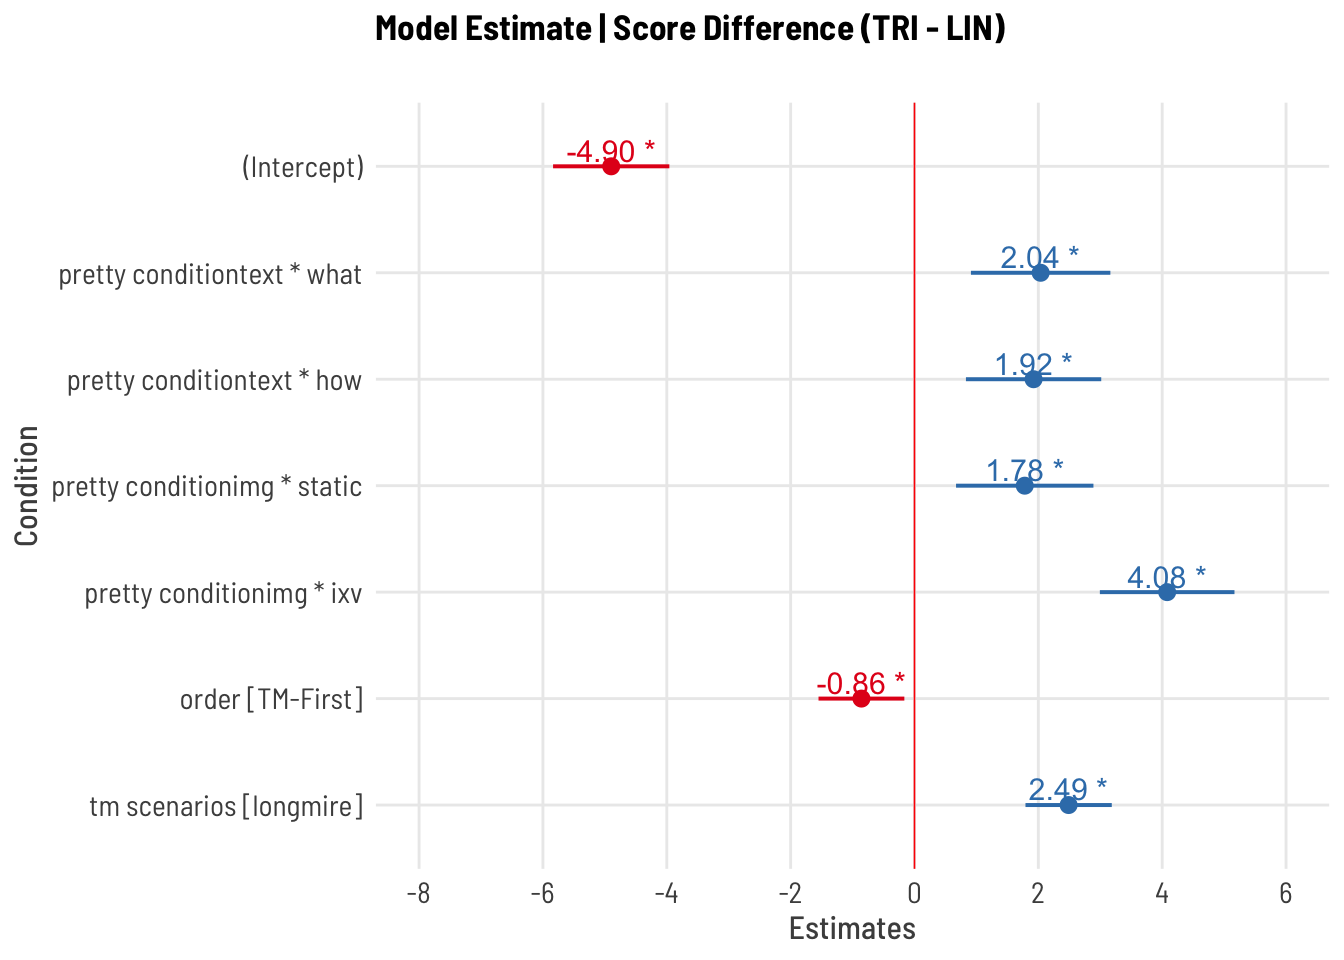 Model Estimate | Score Difference (TRI - LIN)
Condition
(Intercept)
-4.90 *
pretty conditiontext * what
2.04 *
pretty conditiontext * how
1.92 *
pretty conditionimg * static
1.78 *
pretty conditionimg * ixv
4.08 *
order [TM-First]
-0.86 *
tm scenarios [longmire]
2.49 *
-8 -6 -4 -2 0 2 4 6
Estimates